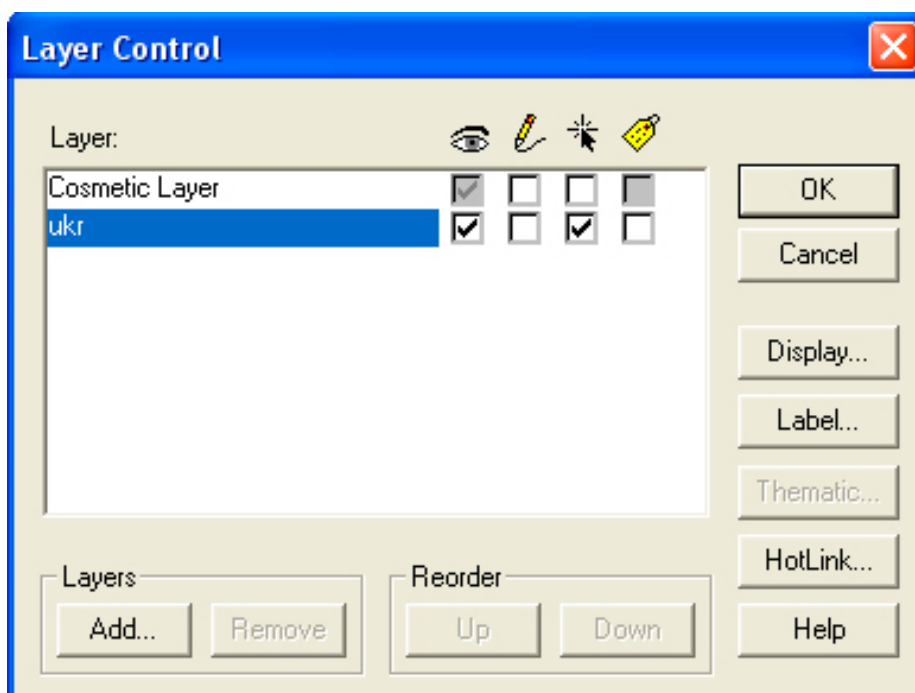 Layer Control
Layer:
Cosmetic Layer
ukr
OK
Cancel
Display...
Label...
Thematic...
HotLink...
Help
Layers
Add...
Remove
Reorder
Up
Down